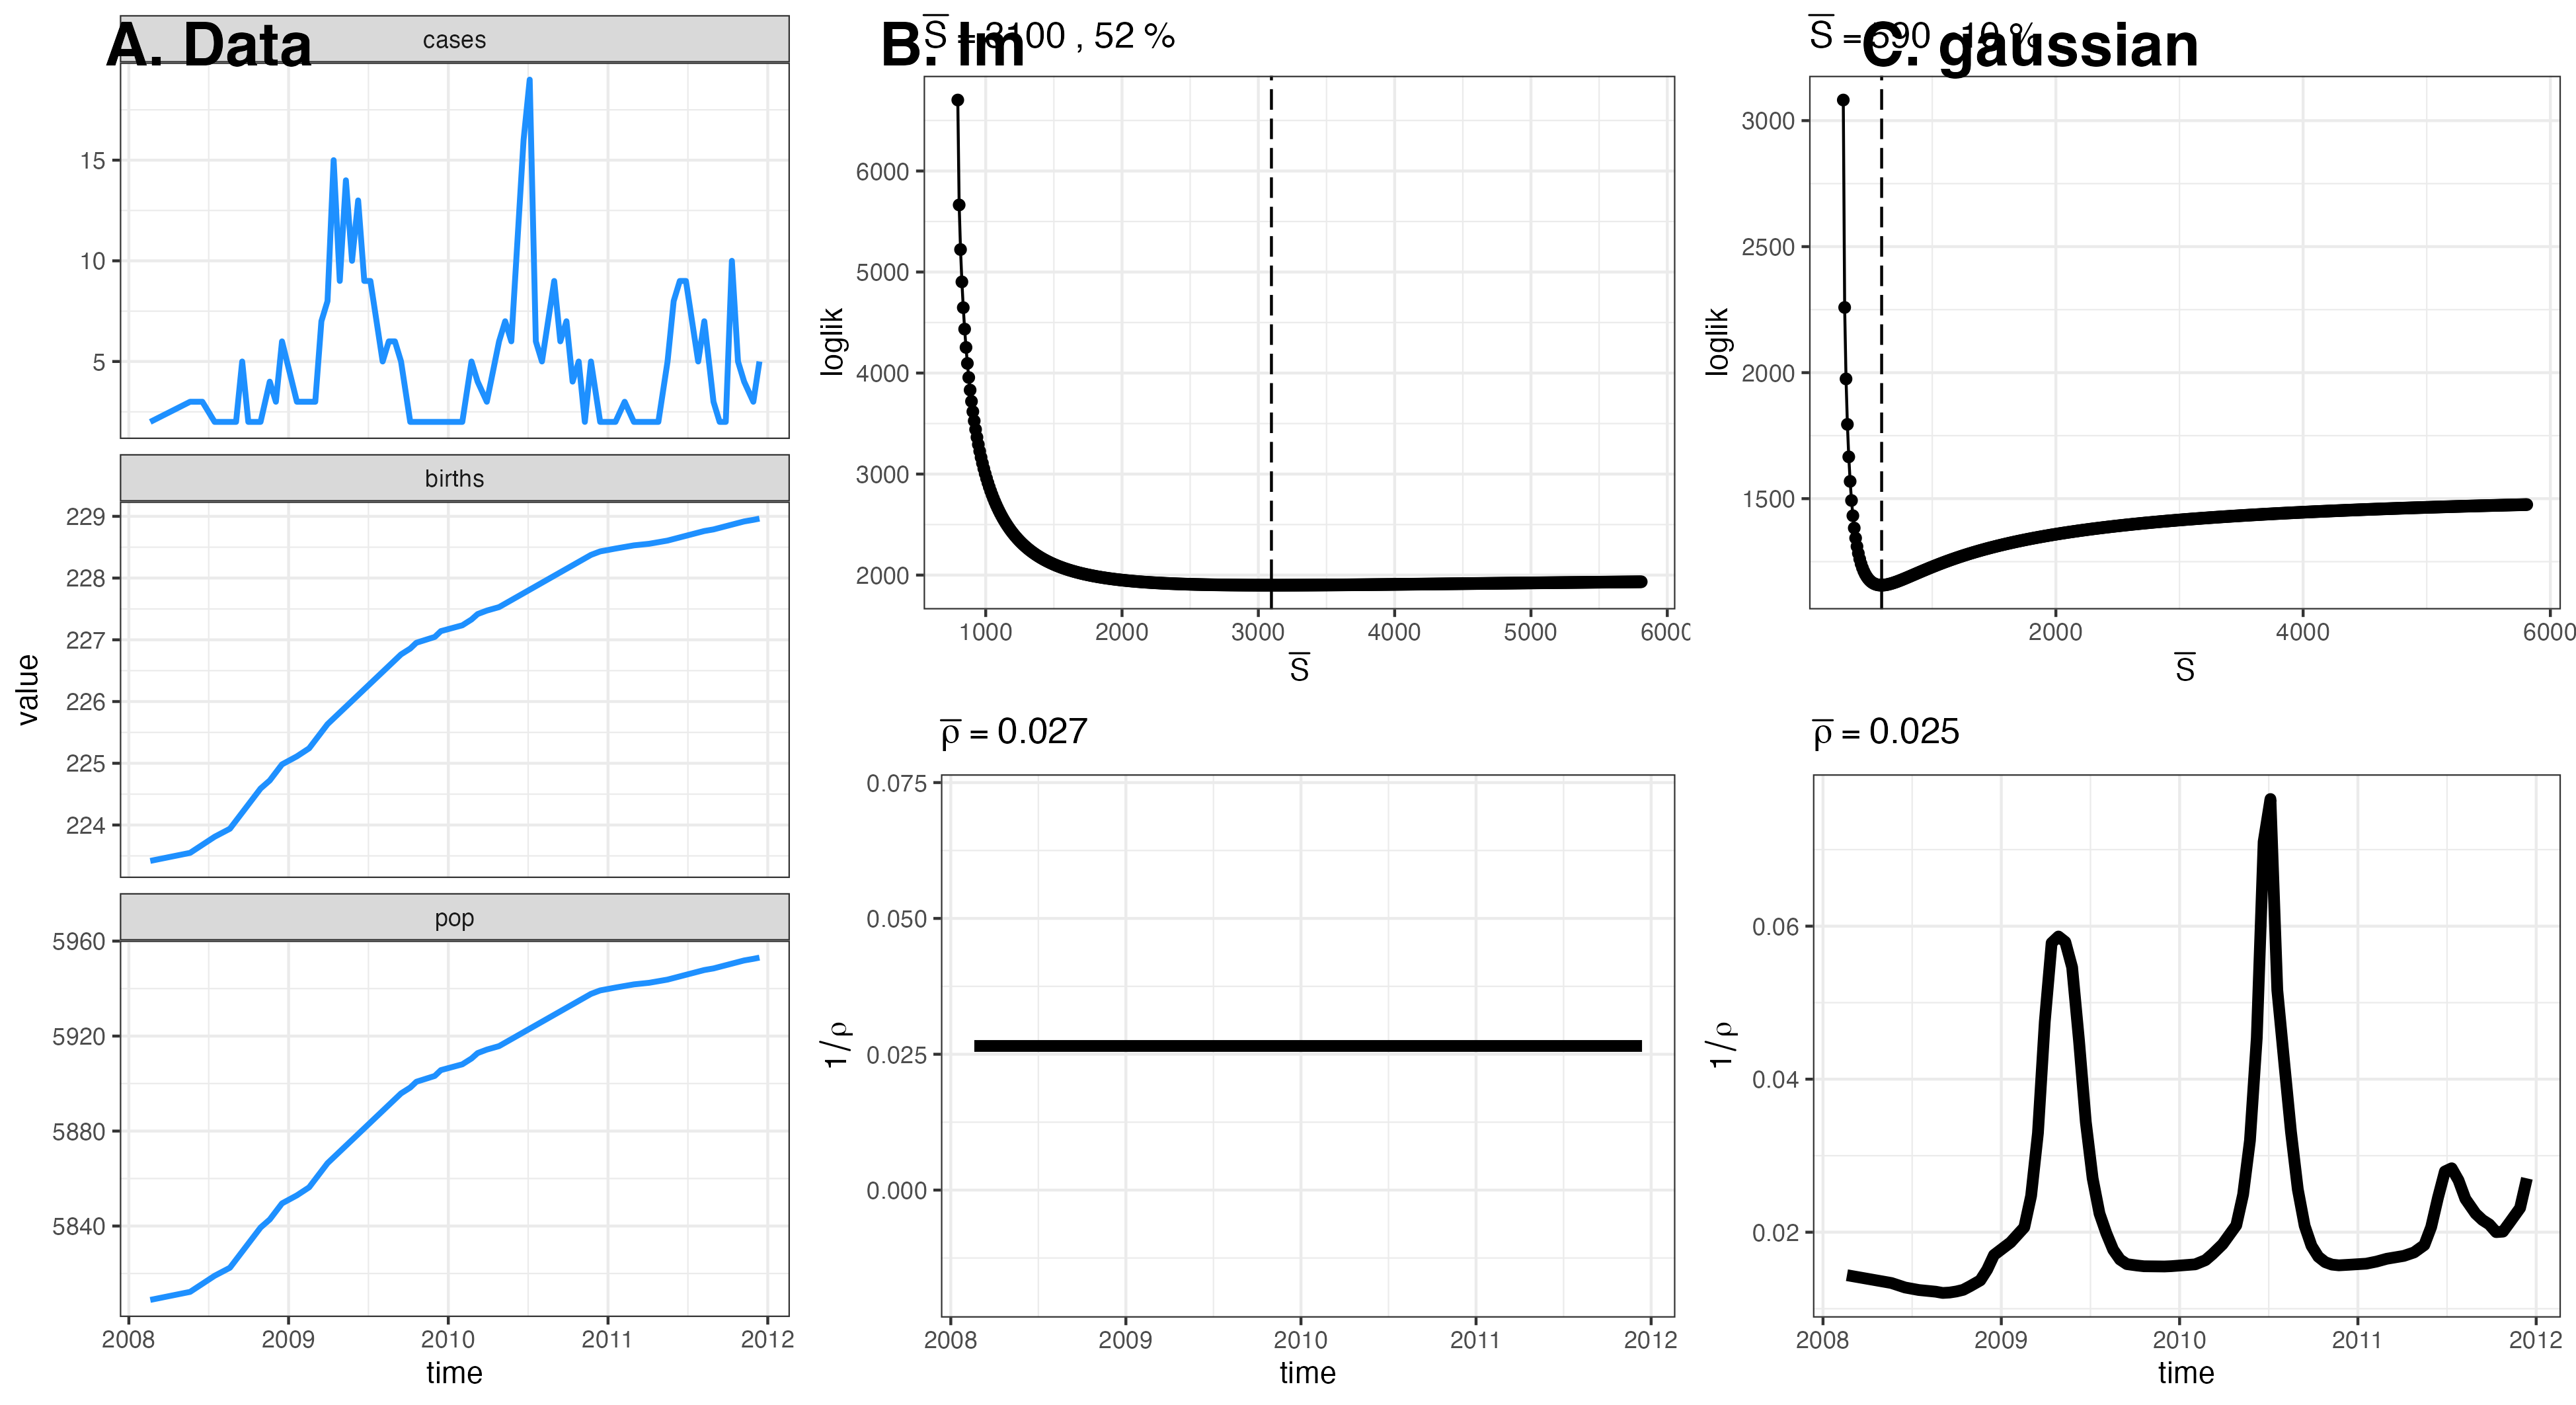 A. Data
cases
15
10
5
births
229
228
227
226
225
224
pop
5960
5920
5880
5840
value
2008 2009 2010 2011 2012
time
B. lm
S̅ = 3100 , 52 %
6000
5000
4000
3000
2000
loglik
1000 2000 3000 4000 5000 6000
S̅
ρ̅ = 0.027
0.075
0.050
0.025
0.000
1/ρ
2008 2009 2010 2011 2012
time
C. gaussian
S̅ = 590 , 10 %
3000
2500
2000
1500
loglik
2000 4000 6000
S̅
ρ̅ = 0.025
0.06
0.04
0.02
1/ρ
2008 2009 2010 2011 2012
time